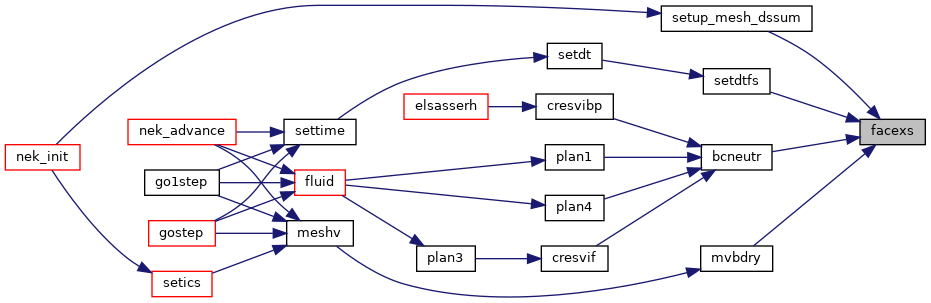 setup_mesh_dssum
setdt
setdtfs
elsasserh
cresvibp
nek_advance
settime
facexs
nek_init
plan1
bcneutr
go1step
fluid
plan4
gostep
meshv
plan3
cresvif
mvbdry
setics